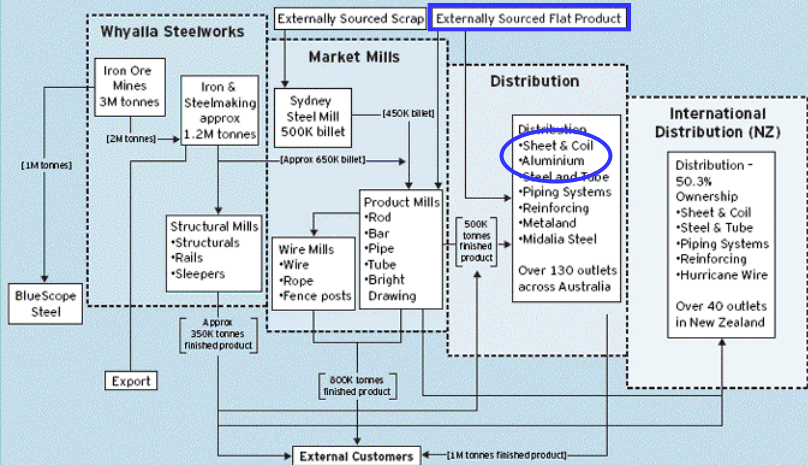 Externally Sourced Scrap
Externally Sourced Flat Product
Whyalla Steelworks
Iron Ore
Mines
3M tonnes
Iron &
Steelmaking
approx
1.2M tonnes
[2M tonnes]
[1M tonnes]
Structural Mills
•Structurals
•Rails
•Sleepers
BlueScope
Steel
Export
Approx
350K tonnes
finished product
Market Mills
Sydney
Steel Mill
500K billet
[450K billet]
[Approx 650K billet]
Product Mills
•Rod
•Bar
•Pipe
•Tube
•Bright
Drawing
Wire Mills
•Wire
•Rope
•Fence posts
500K
tonnes
finished
product
800K tonnes
finished product
Distribution
Distribution
•Sheet & Coil
•Aluminium
•Steel and Tube
•Piping Systems
•Reinforcing
•Metaland
•Midalia Steel
Over 130 outlets
across Australia
International
Distribution (NZ)
Distribution –
50.3%
Ownership
•Sheet & Coil
•Steel & Tube
•Piping Systems
•Reinforcing
•Hurricane Wire
Over 40 outlets
in New Zealand
External Customers
[1M tonnes finished product]